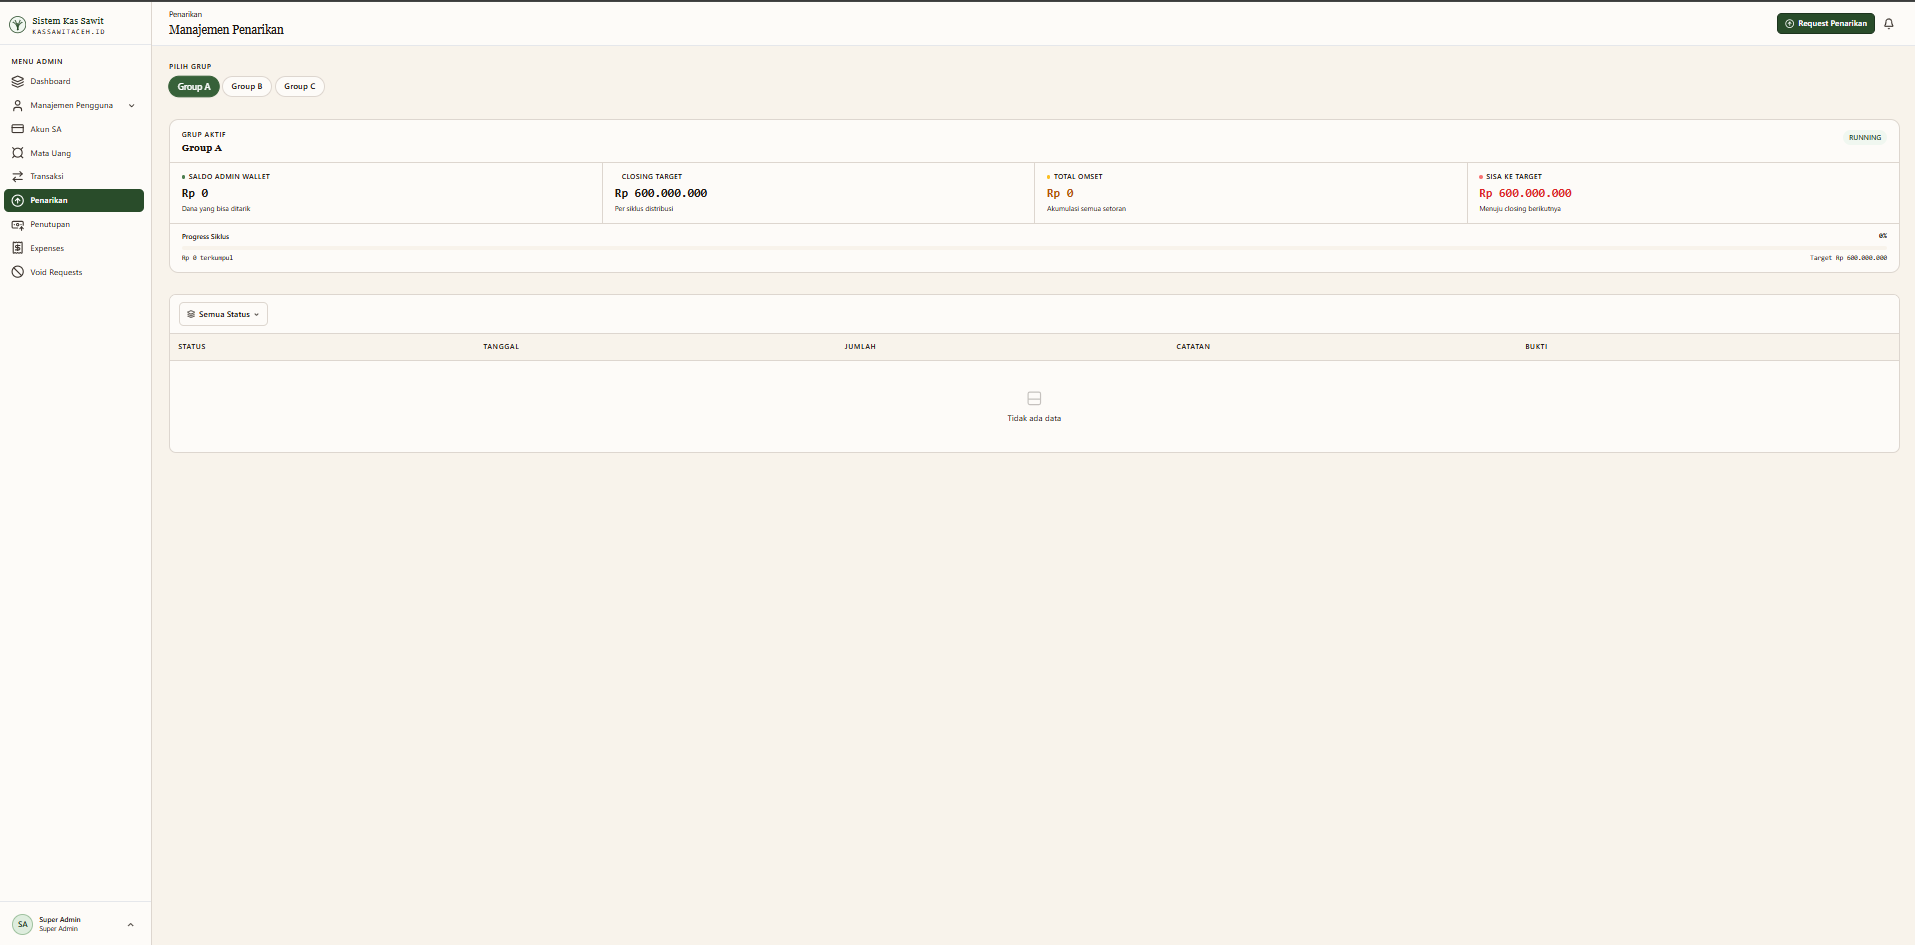 Sistem Kas Sawit
KASSAWITACEH.ID
MENU ADMIN
Dashboard
Manajemen Pengguna
Akun SA
Mata Uang
Transaksi
Penarikan
Penutupan
Expenses
Void Requests
SA
Super Admin
Super Admin
Penarikan
Manajemen Penarikan
Request Penarikan
PILIH GRUP
Group A
Group B
Group C
GRUP AKTIF
Group A
RUNNING
SALDO ADMIN WALLET
Rp 0
Dana yang bisa ditarik
CLOSING TARGET
Rp 600.000.000
Per siklus distribusi
TOTAL OMSET
Rp 0
Akumulasi semua setoran
SISA KE TARGET
Rp 600.000.000
Menuju closing berikutnya
Progress Siklus
0%
Rp 0 terkumpul
Target Rp 600.000.000
Semua Status
STATUS
TANGGAL
JUMLAH
CATATAN
BUKTI
Tidak ada data